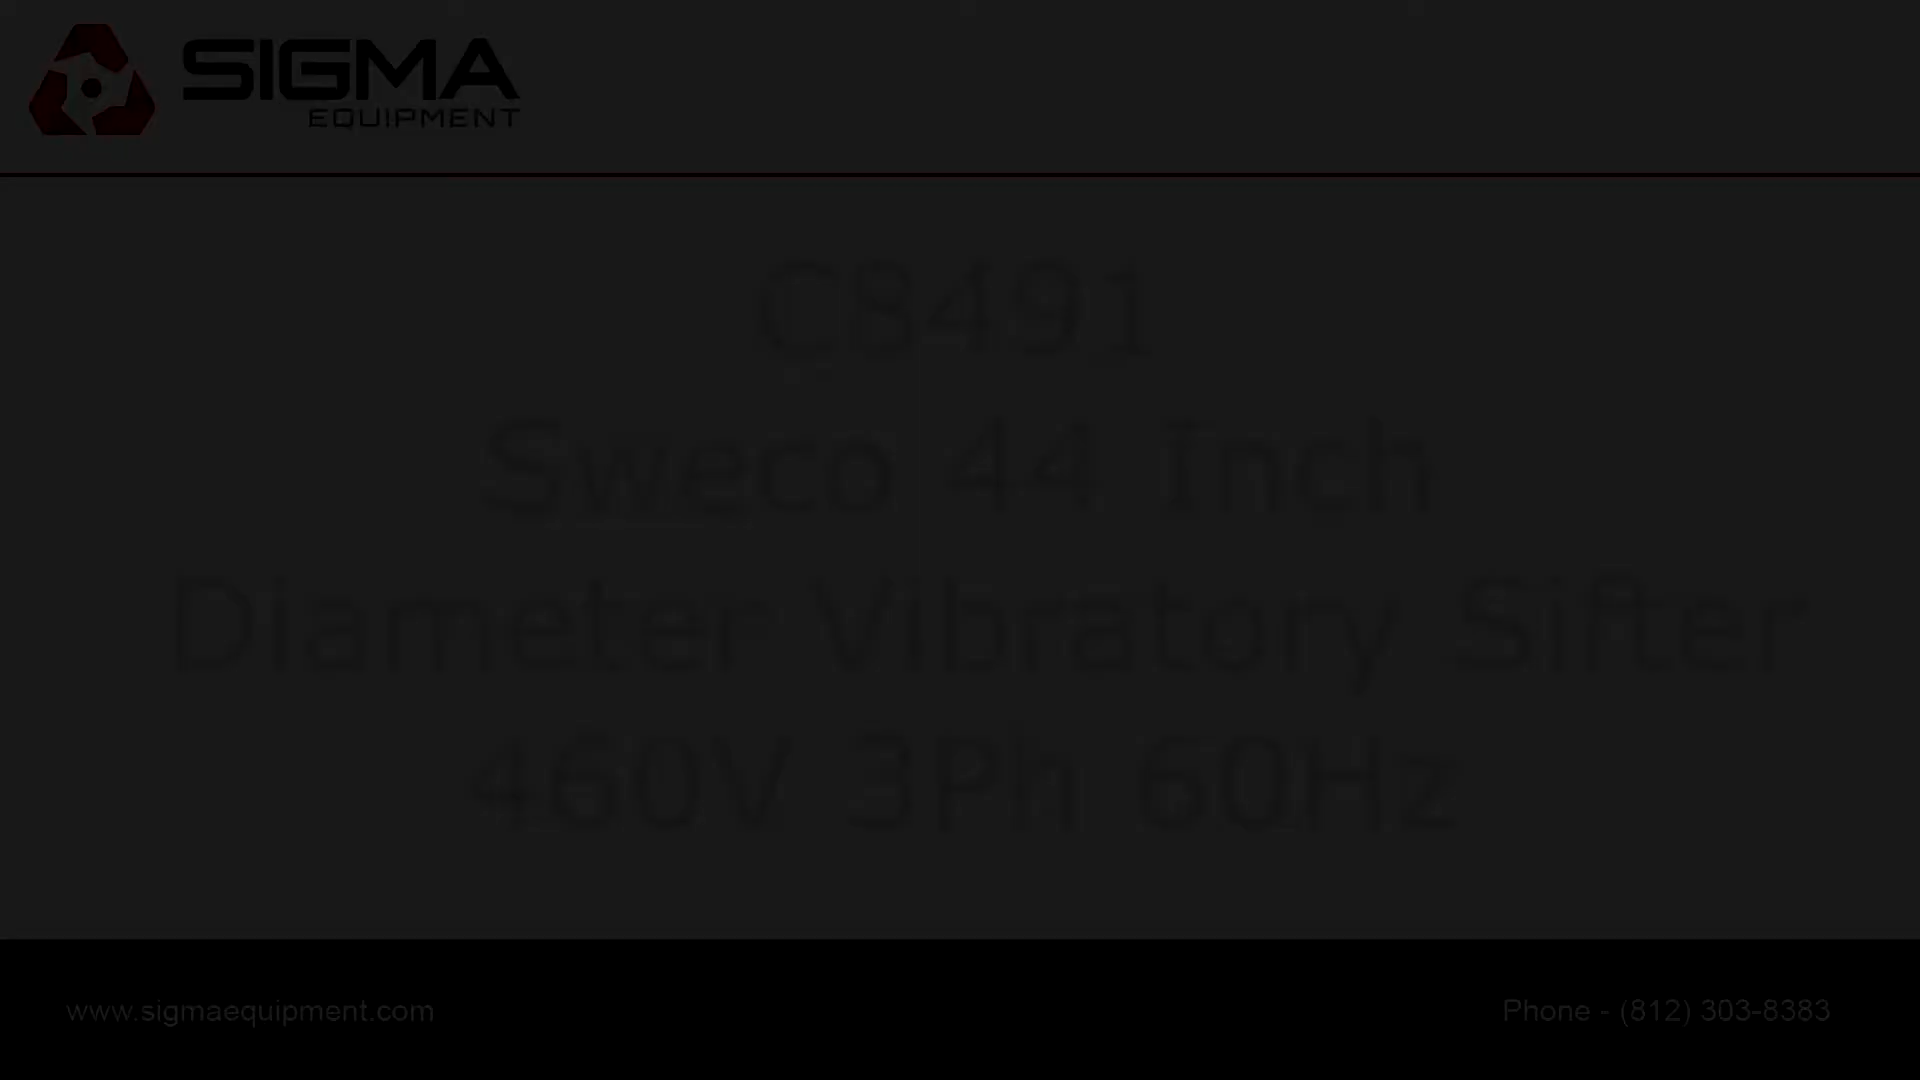 SIGMA
EQUIPMENT
C8491
Sweco 44 Inch
Diameter Vibratory Sifter
460V 3Ph 60Hz
www.sigmaequipment.com
Phone - (812) 303-8383